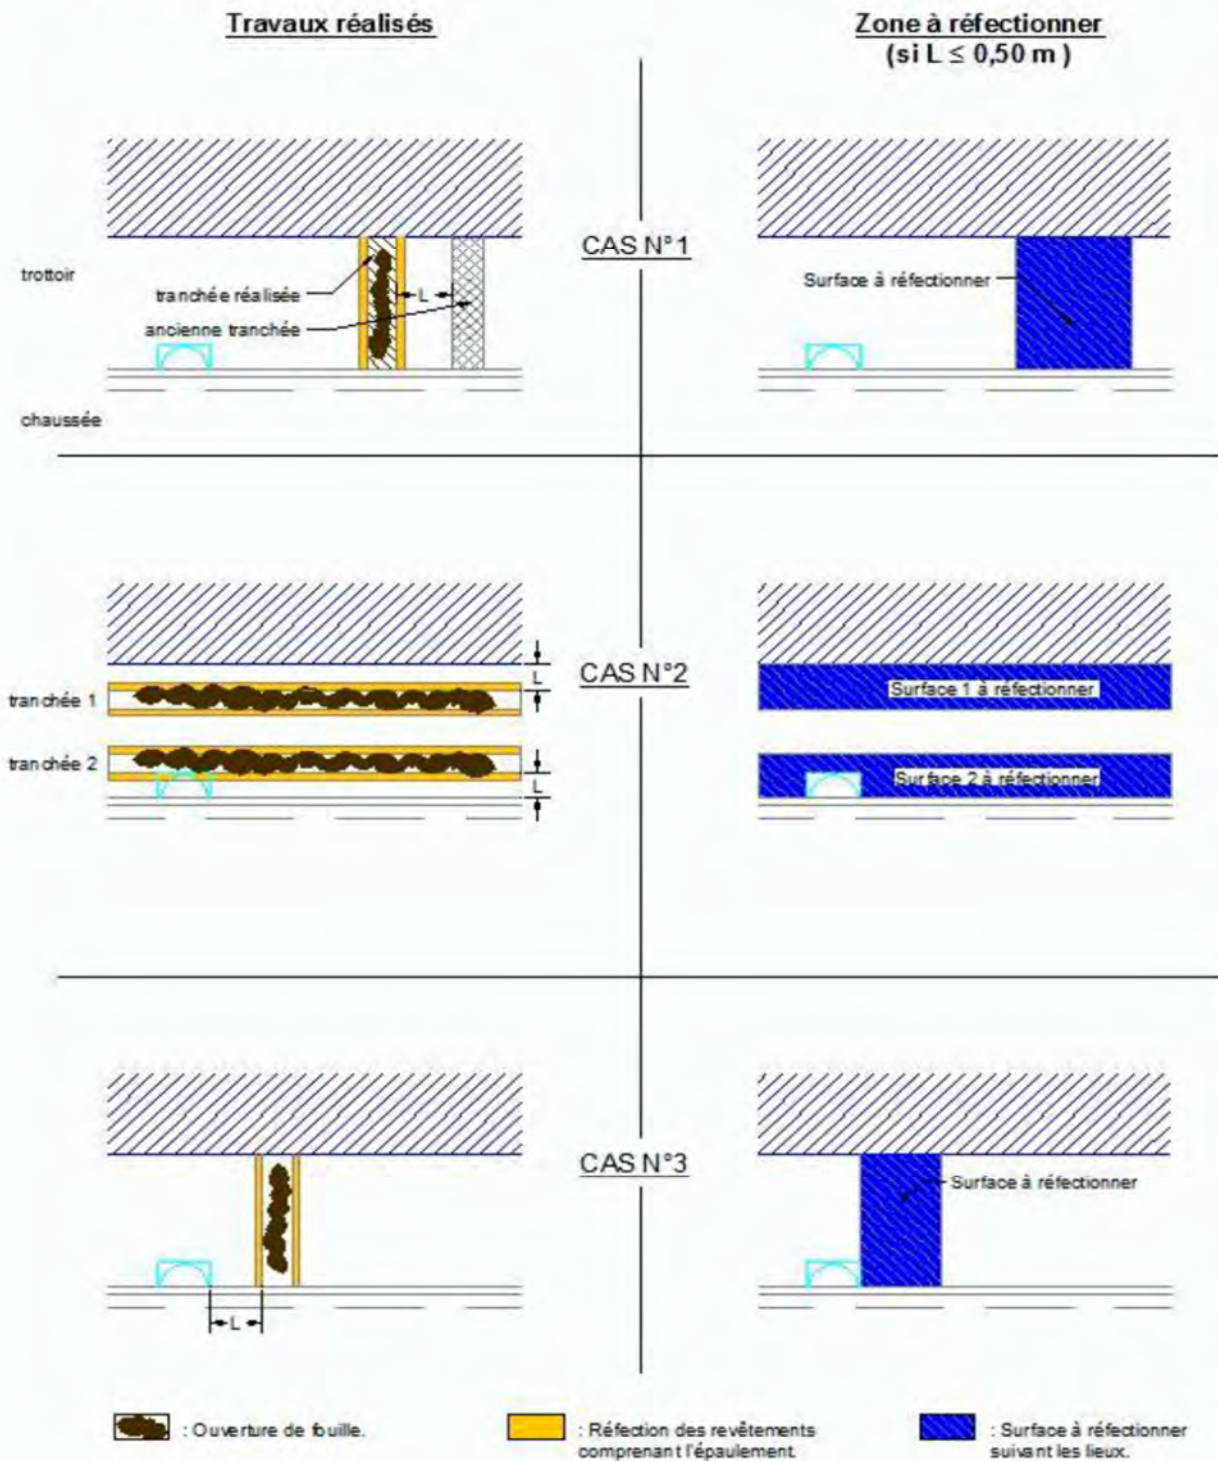 Travaux réalisés
Zone à réfectionner
(si L ≤ 0,50 m )
CAS N°1
trottoir
tranchée réalisée
L
ancienne tranchée
Surface à réfectionner
chaussée
CAS N°2
L
tranchée 1
Surface 1 à réfectionner
tranchée 2
L
Surface 2 à réfectionner
CAS N°3
Surface à réfectionner
L
: Ouverture de fouille.
: Réfection des revêtements
comprenant l'épaulement.
: Surface à réfectionner
suivant les lieux.